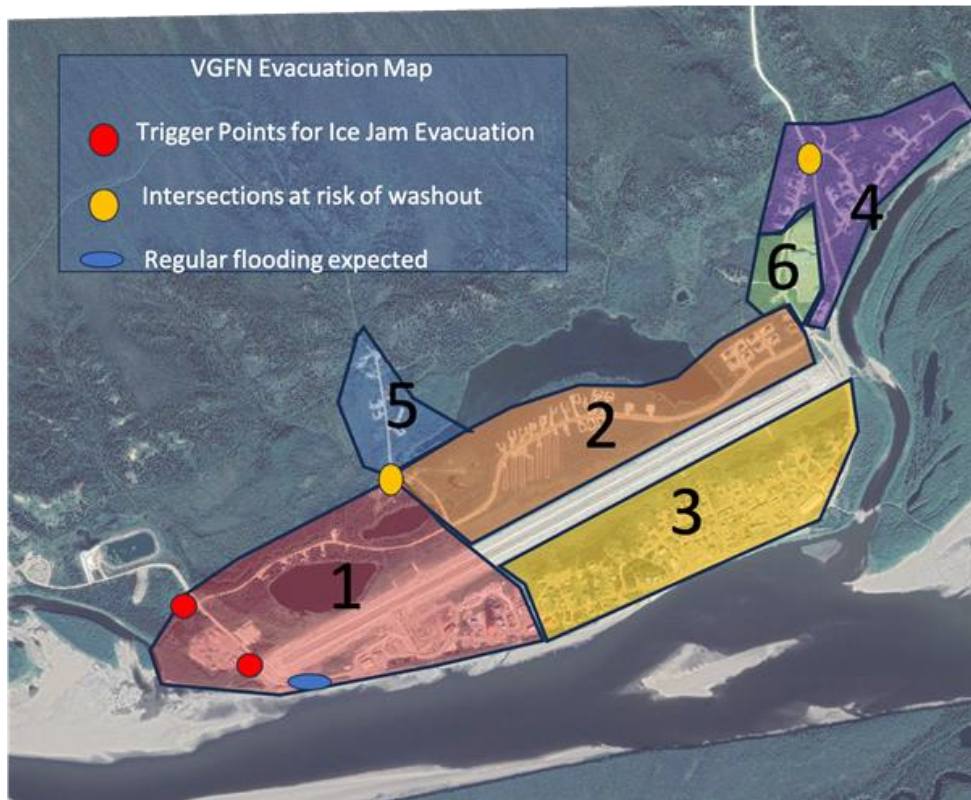 VGFN Evacuation Map
Trigger Points for Ice Jam Evacuation
Intersections at risk of washout
Regular flooding expected
4
6
5
2
3
1